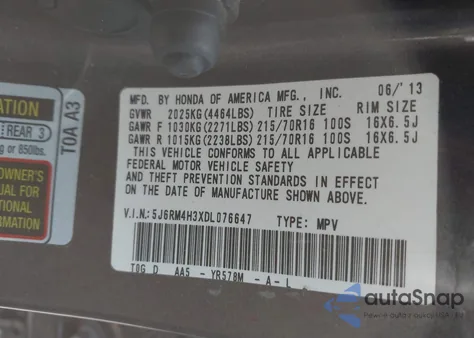 MFD. BY HONDA OF AMERICA MFG., INC. 06/'13
GVWR 2025KG(4464LBS) TIRE SIZE RIM SIZE
GAWR F 1030KG(2271LBS) 215/70R16 100S 16X6.5J
GAWR R 1015KG(2238LBS) 215/70R16 100S 16X6.5J
THIS VEHICLE CONFORMS TO ALL APPLICABLE
FEDERAL MOTOR VEHICLE SAFETY
AND THEFT PREVENTION STANDARDS IN EFFECT ON
THE DATE OF MANUFACTURE SHOWN ABOVE.
V.I.N.:5J6RM4H3XDL076647 TYPE: MPV
T0G D AA5 - YR578M - A - L
T0A A3
ATION
REAR 3
g or 850lbs.
OWNER'S
UAL FOR
TIONAL
RMATION
autoSnap